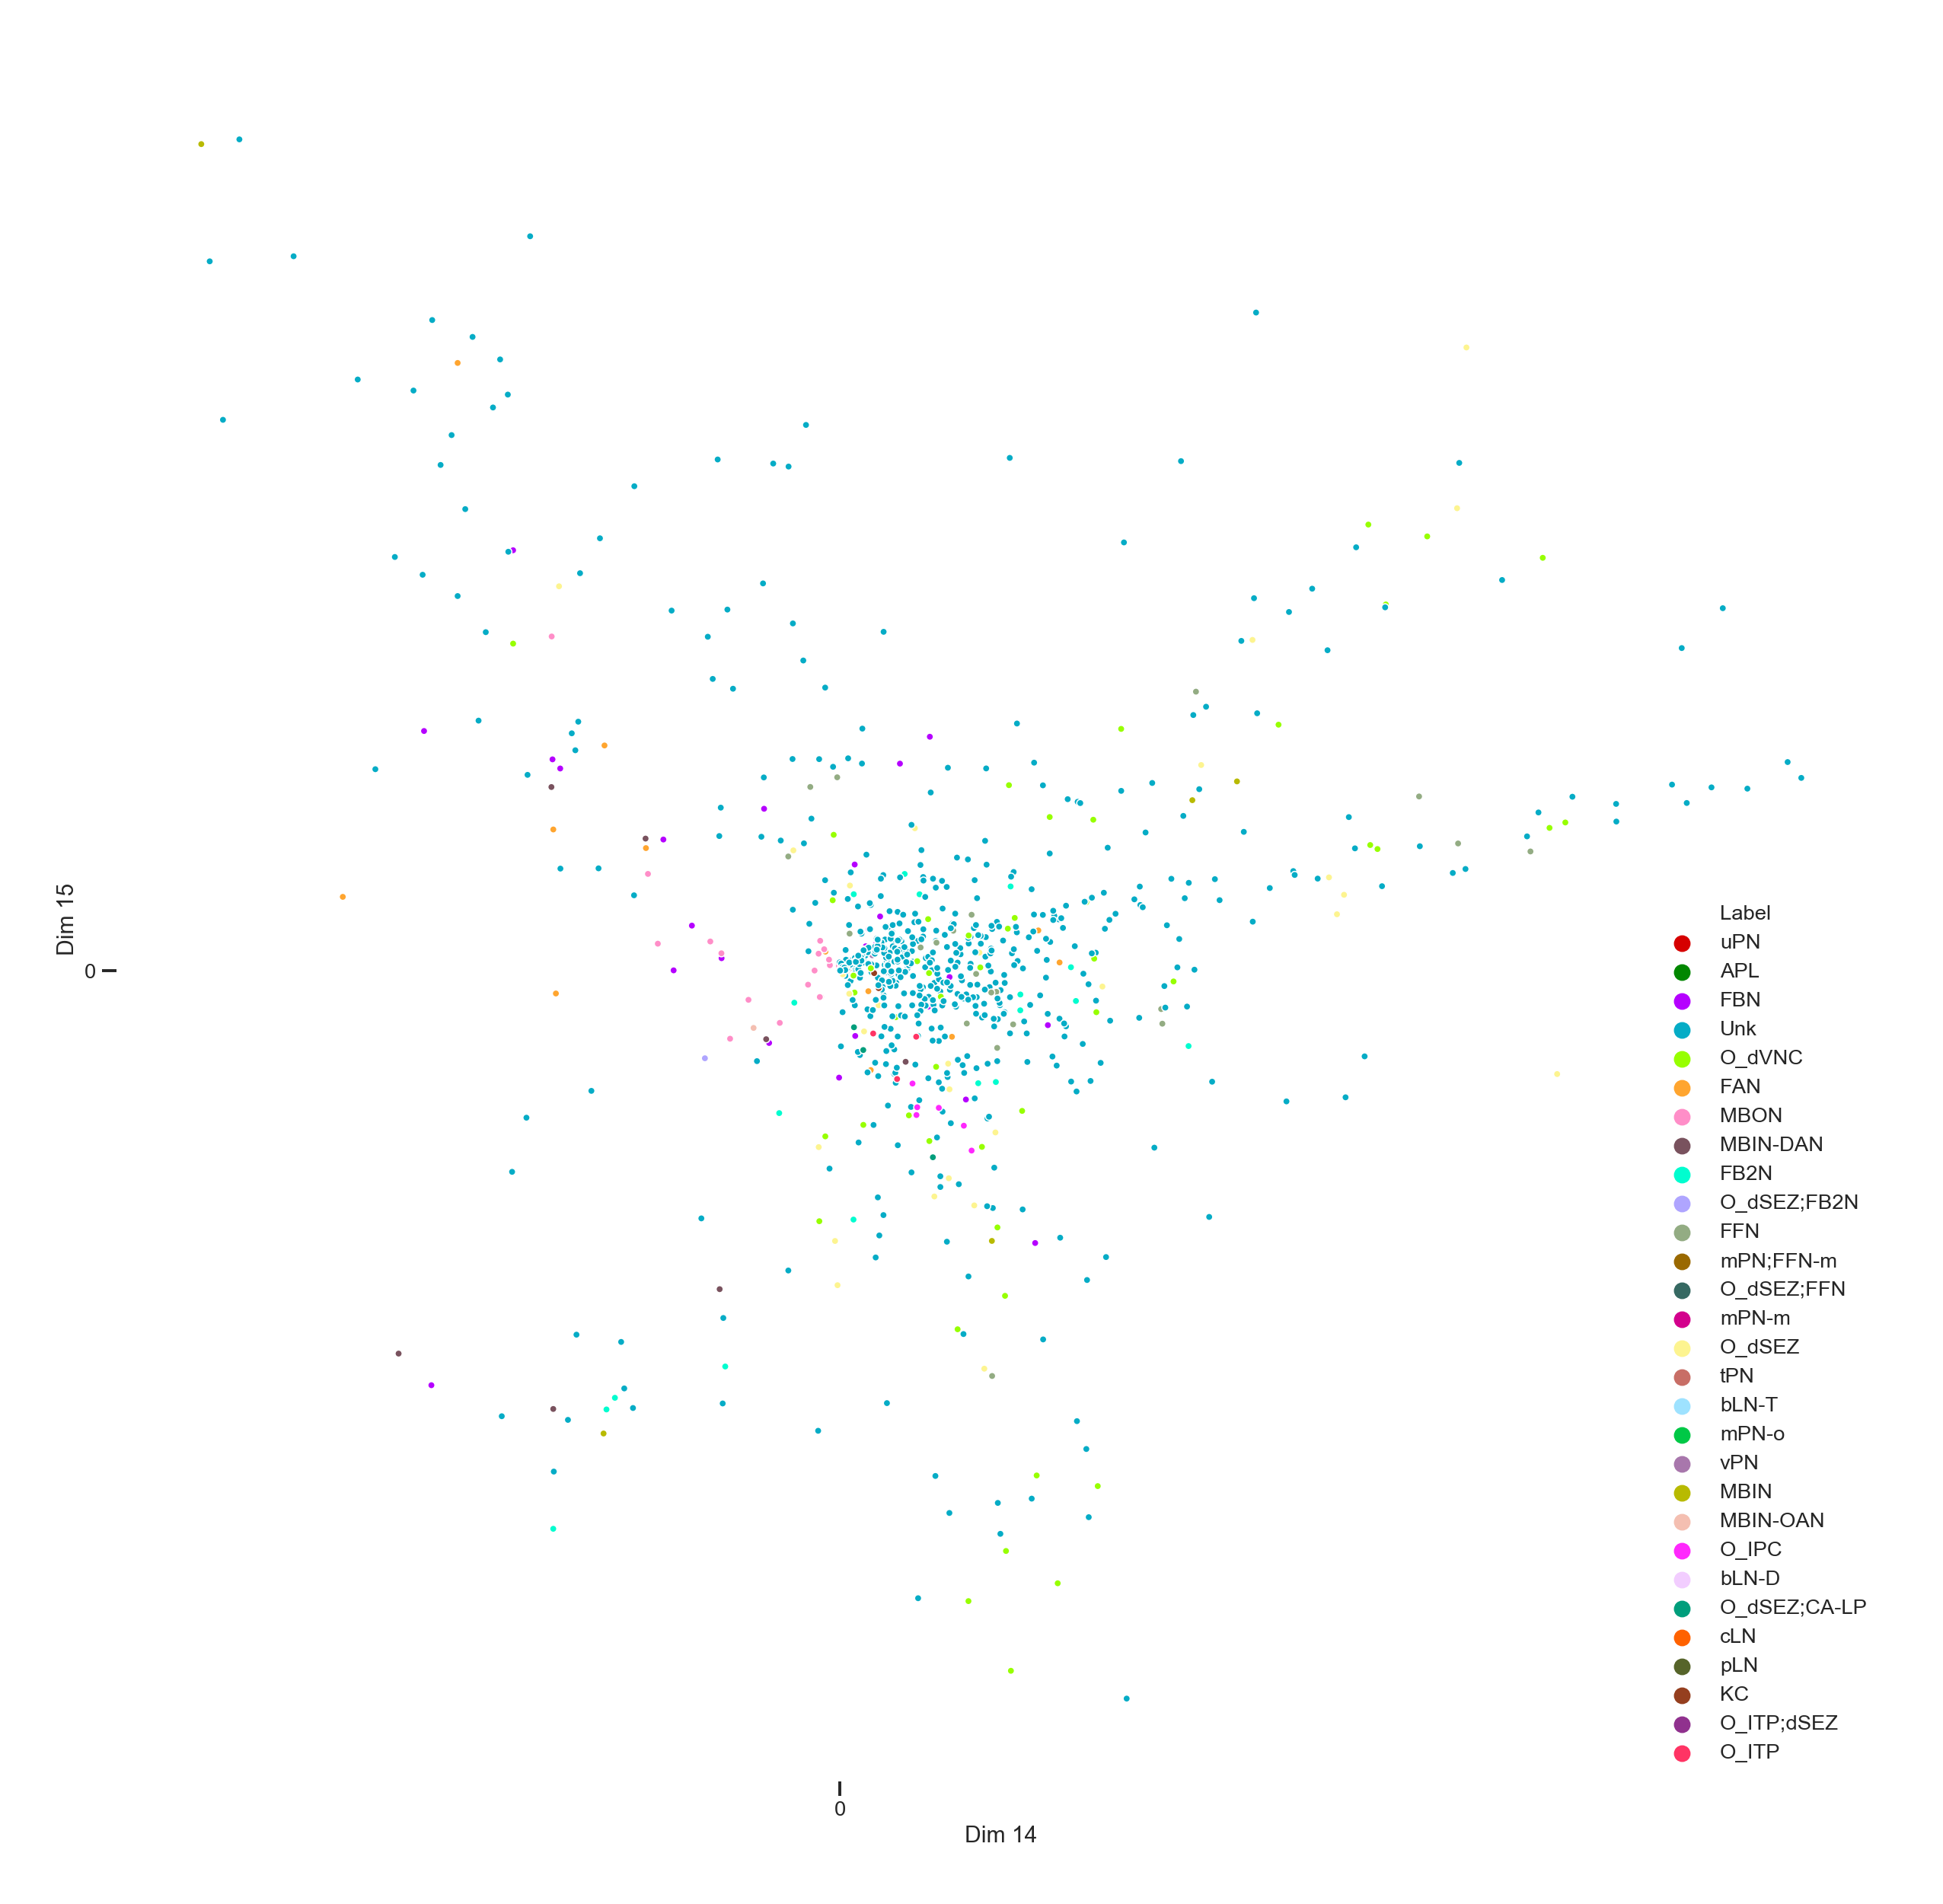 Dim 15
0
0
Dim 14
Label
uPN
APL
FBN
Unk
O_dVNC
FAN
MBON
MBIN-DAN
FB2N
O_dSEZ;FB2N
FFN
mPN;FFN-m
O_dSEZ;FFN
mPN-m
O_dSEZ
tPN
bLN-T
mPN-o
vPN
MBIN
MBIN-OAN
O_IPC
bLN-D
O_dSEZ;CA-LP
cLN
pLN
KC
O_ITP;dSEZ
O_ITP